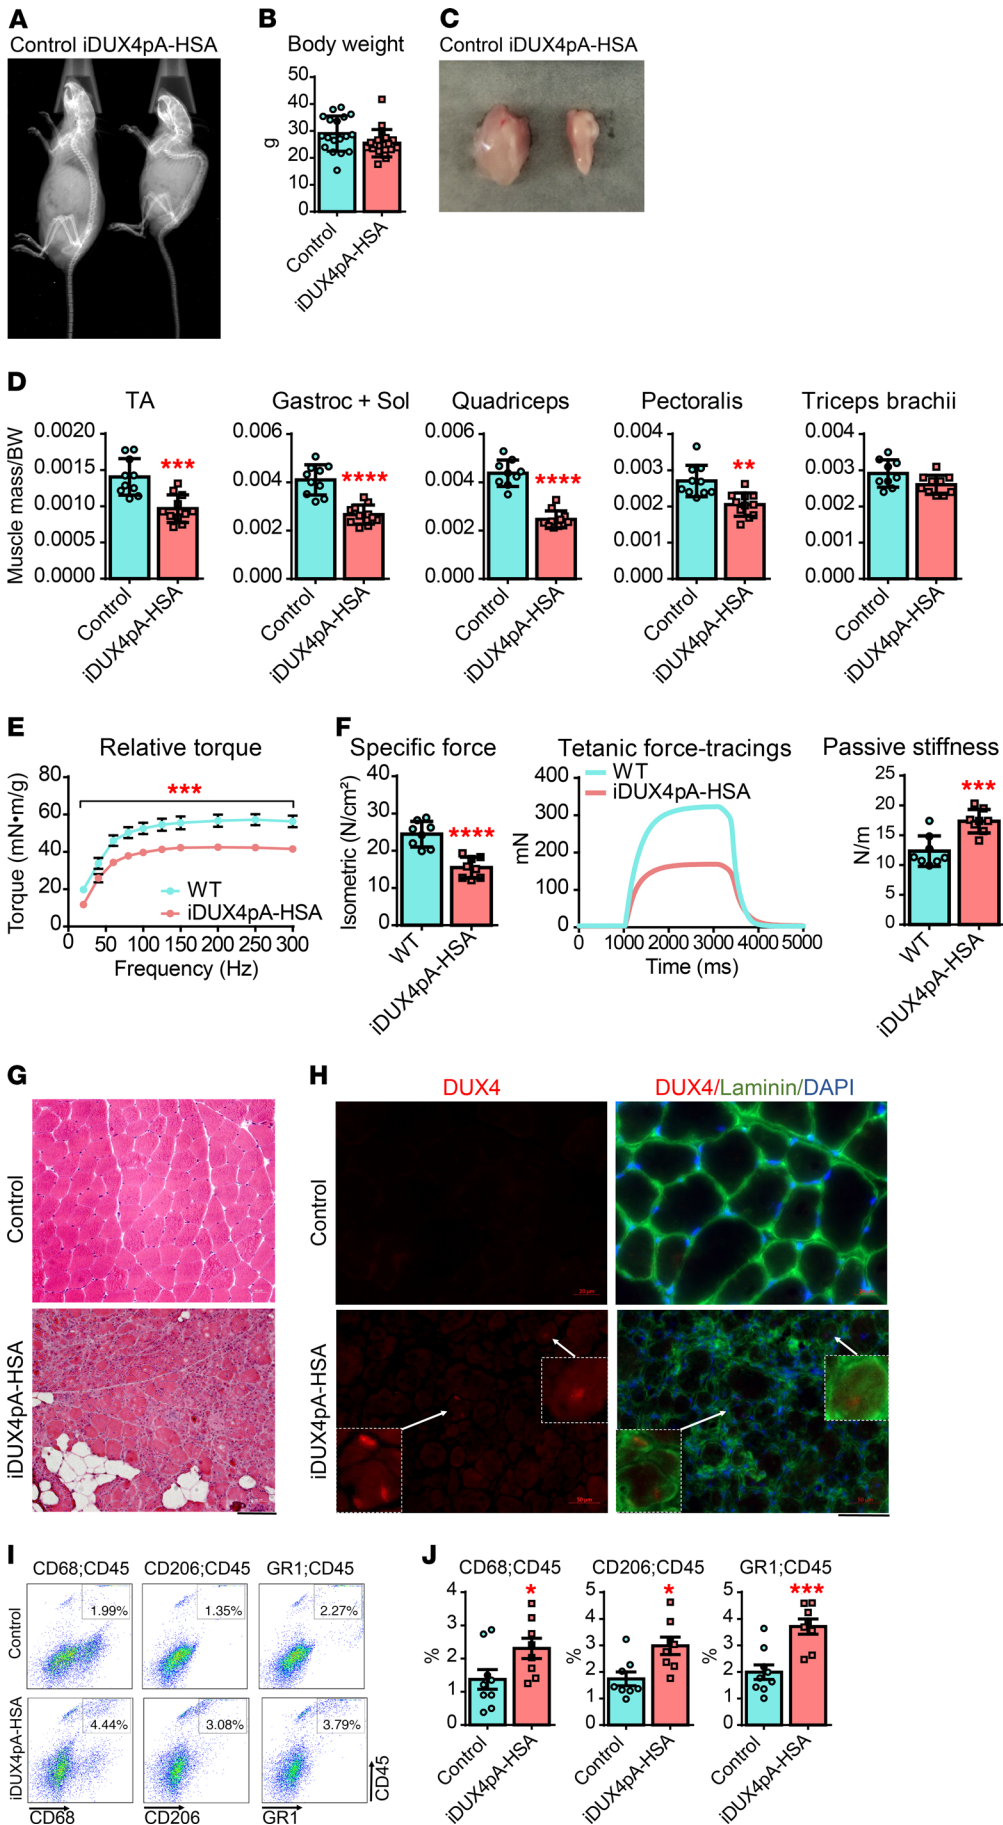 A
Control iDUX4pA-HSA
B
Body weight
g
50
40
30
20
10
0
Control
iDUX4pA-HSA
C
Control iDUX4pA-HSA
D
Muscle mass/BW
TA
0.0020
0.0015
0.0010
0.0005
0.0000
***
Control
iDUX4pA-HSA
Gastroc + Sol
0.006
0.004
0.002
0.000
****
Control
iDUX4pA-HSA
Quadriceps
0.006
0.004
0.002
0.000
****
Control
iDUX4pA-HSA
Pectoralis
0.004
0.003
0.002
0.001
0.000
**
Control
iDUX4pA-HSA
Triceps brachii
0.004
0.003
0.002
0.001
0.000
Control
iDUX4pA-HSA
E
Relative torque
Torque (mN•m/g)
80
60
40
20
0
***
WT
iDUX4pA-HSA
0 50 100 150 200 250 300
Frequency (Hz)
F
Specific force
Isometric (N/cm²)
40
30
20
10
0
****
WT
iDUX4pA-HSA
Tetanic force-tracings
WT
iDUX4pA-HSA
mN
400
300
200
100
0
0 1000 2000 3000 4000 5000
Time (ms)
Passive stiffness
N/m
25
20
15
10
5
0
***
WT
iDUX4pA-HSA
G
Control
iDUX4pA-HSA
H
DUX4
DUX4/Laminin/DAPI
Control
20 µm
iDUX4pA-HSA
50 µm
I
CD68;CD45
CD206;CD45
GR1;CD45
Control
1.99%
1.35%
2.27%
iDUX4pA-HSA
4.44%
3.08%
3.79%
CD45
CD68
CD206
GR1
J
CD68;CD45
%
4
3
2
1
0
*
Control
iDUX4pA-HSA
CD206;CD45
%
5
4
3
2
1
0
*
Control
iDUX4pA-HSA
GR1;CD45
%
5
4
3
2
1
0
***
Control
iDUX4pA-HSA